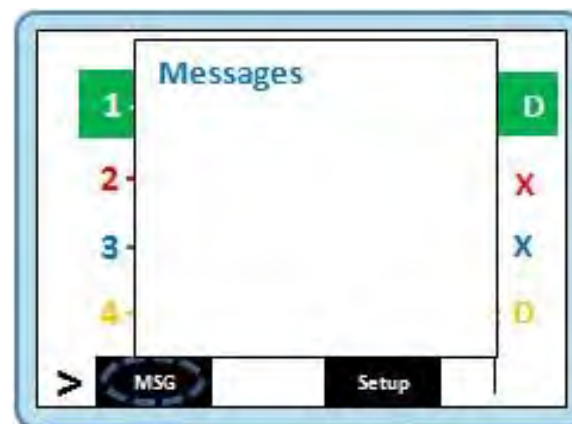 Messages
1 - D
2 - X
3 - X
4 - D
> MSG Setup